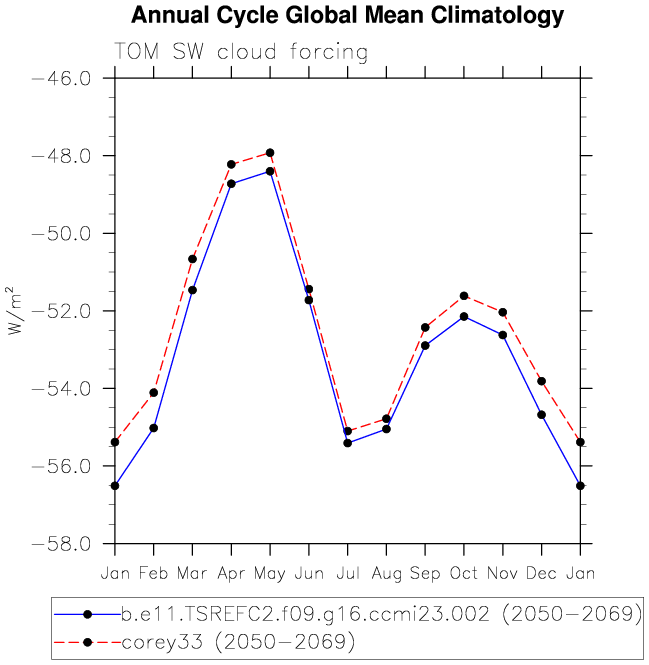 Annual Cycle Global Mean Climatology
TOM SW cloud forcing
−46.0
−48.0
−50.0
−52.0
−54.0
−56.0
−58.0
W/m²
Jan Feb Mar Apr May Jun Jul Aug Sep Oct Nov Dec Jan
b.e11.TSREFC2.f09.g16.ccmi23.002 (2050−2069)
corey33 (2050−2069)